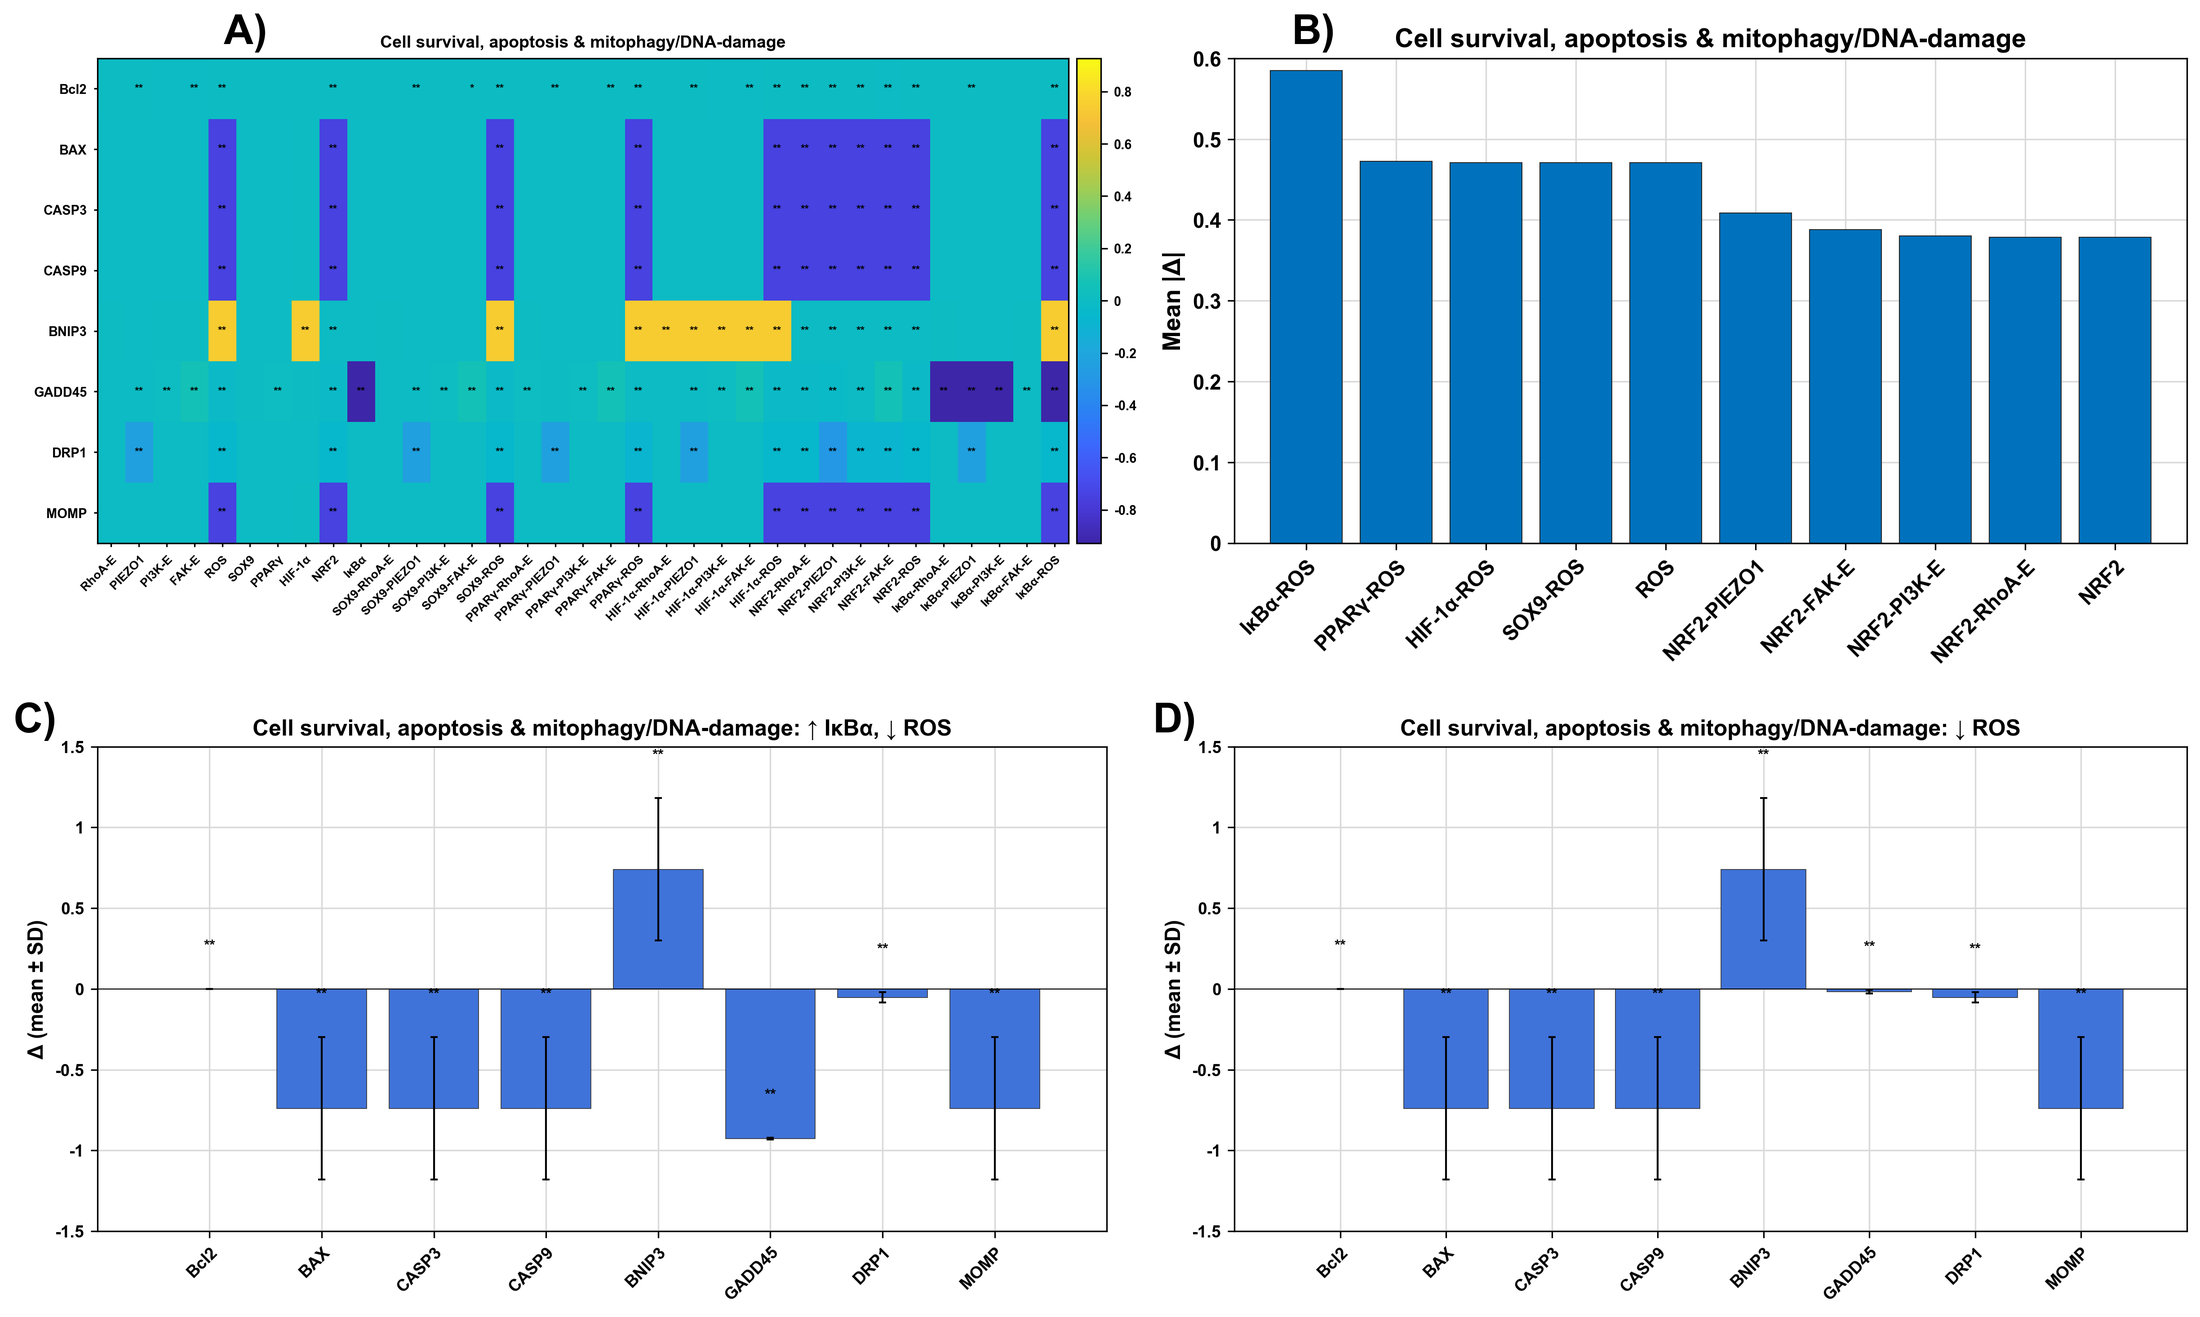 A)
Cell survival, apoptosis & mitophagy/DNA-damage
Bcl2
** ** ** ** ** * ** ** ** ** ** ** ** ** ** ** ** ** ** **
BAX
** ** ** ** ** ** ** ** ** ** **
CASP3
** ** ** ** ** ** ** ** ** ** **
CASP9
** ** ** ** ** ** ** ** ** ** **
BNIP3
** ** ** ** ** ** ** ** ** ** ** ** ** ** ** **
GADD45
** ** ** ** ** ** ** ** ** ** ** ** ** ** ** ** ** ** ** ** ** ** ** ** ** ** ** ** **
DRP1
** ** ** ** ** ** ** ** ** ** ** ** ** ** ** **
MOMP
** ** ** ** ** ** ** ** ** ** **
0.8
0.6
0.4
0.2
0
-0.2
-0.4
-0.6
-0.8
RhoA-E
PIEZO1
PI3K-E
FAK-E
ROS
SOX9
PPARγ
HIF-1α
NRF2
IκBα
SOX9-RhoA-E
SOX9-PIEZO1
SOX9-PI3K-E
SOX9-FAK-E
SOX9-ROS
PPARγ-RhoA-E
PPARγ-PIEZO1
PPARγ-PI3K-E
PPARγ-FAK-E
PPARγ-ROS
HIF-1α-RhoA-E
HIF-1α-PIEZO1
HIF-1α-PI3K-E
HIF-1α-FAK-E
HIF-1α-ROS
NRF2-RhoA-E
NRF2-PIEZO1
NRF2-PI3K-E
NRF2-FAK-E
NRF2-ROS
IκBα-RhoA-E
IκBα-PIEZO1
IκBα-PI3K-E
IκBα-FAK-E
IκBα-ROS
B)
Cell survival, apoptosis & mitophagy/DNA-damage
Mean |Δ|
0.6
0.5
0.4
0.3
0.2
0.1
0
IκBα-ROS
PPARγ-ROS
HIF-1α-ROS
SOX9-ROS
ROS
NRF2-PIEZO1
NRF2-FAK-E
NRF2-PI3K-E
NRF2-RhoA-E
NRF2
C)
Cell survival, apoptosis & mitophagy/DNA-damage: ↑ IκBα, ↓ ROS
Δ (mean ± SD)
1.5
1
0.5
0
-0.5
-1
-1.5
** ** ** ** ** ** ** **
Bcl2
BAX
CASP3
CASP9
BNIP3
GADD45
DRP1
MOMP
D)
Cell survival, apoptosis & mitophagy/DNA-damage: ↓ ROS
Δ (mean ± SD)
1.5
1
0.5
0
-0.5
-1
-1.5
** ** ** ** ** ** ** **
Bcl2
BAX
CASP3
CASP9
BNIP3
GADD45
DRP1
MOMP